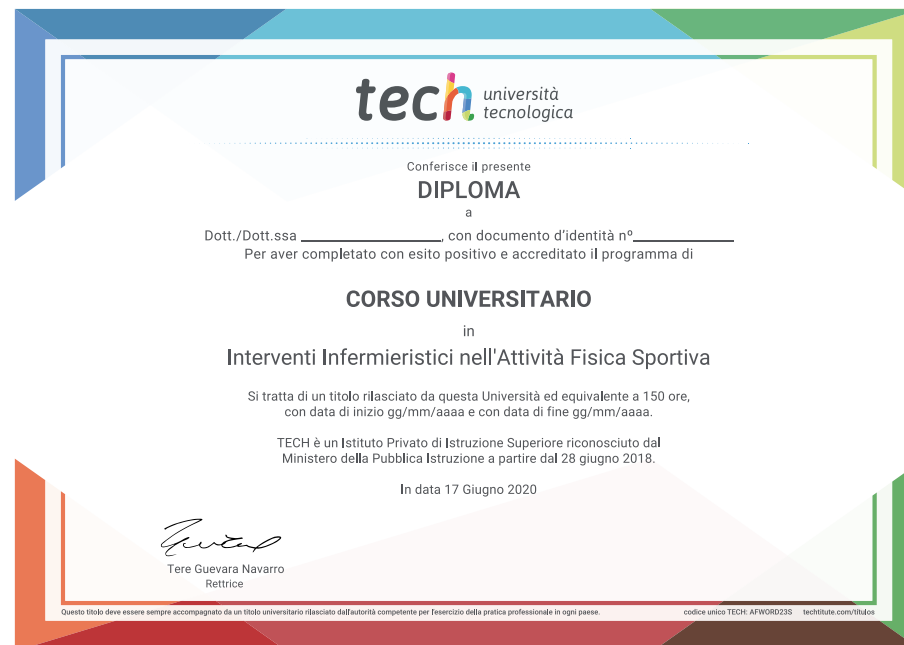 tech università
tecnologica
Conferisce il presente
DIPLOMA
a
Dott./Dott.ssa ____________________, con documento d'identità nº______________
Per aver completato con esito positivo e accreditato il programma di
CORSO UNIVERSITARIO
in
Interventi Infermieristici nell'Attività Fisica Sportiva
Si tratta di un titolo rilasciato da questa Università ed equivalente a 150 ore,
con data di inizio gg/mm/aaaa e con data di fine gg/mm/aaaa.
TECH è un Istituto Privato di Istruzione Superiore riconosciuto dal
Ministero della Pubblica Istruzione a partire dal 28 giugno 2018.
In data 17 Giugno 2020
Tere Guevara Navarro
Rettrice
Questo titolo deve essere sempre accompagnato da un titolo universitario rilasciato dall'autorità competente per l'esercizio della pratica professionale in ogni paese. codice unico TECH: AFWORD23S techtitute.com/títulos